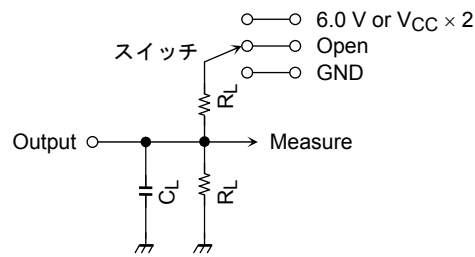 6.0 V or VCC × 2
スイッチ
Open
GND
RL
Output
Measure
CL
RL